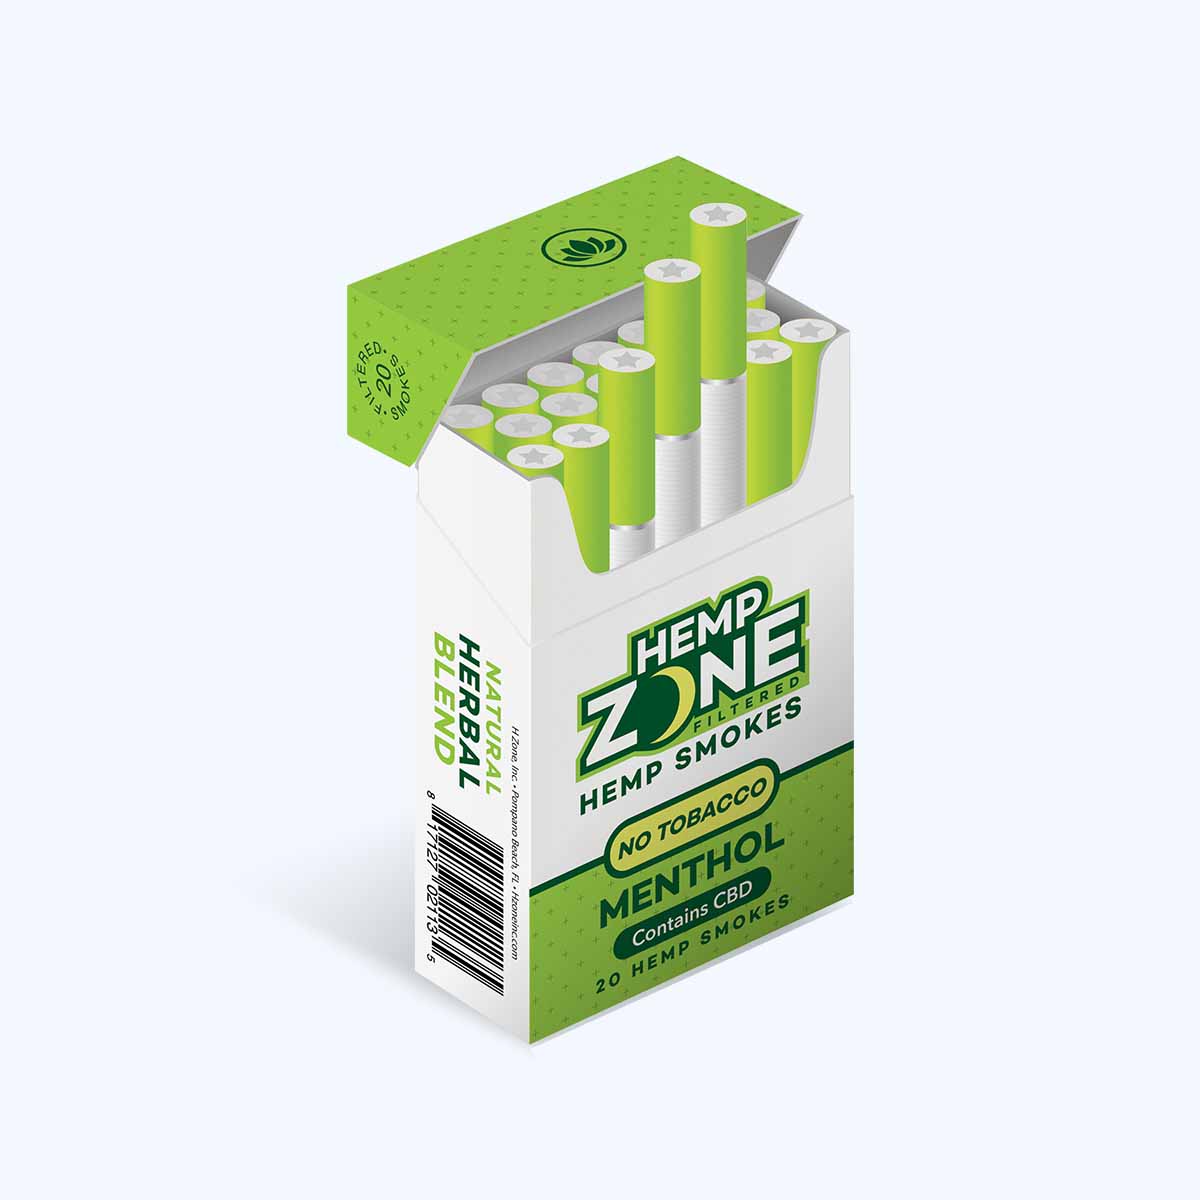 • FILTERED •
20
SMOKES
HEMP
ZONE
FILTERED
HEMP SMOKES
NO TOBACCO
MENTHOL
Contains CBD
20 HEMP SMOKES
NATURAL
HERBAL
BLEND
H Zone, Inc. • Pompano Beach, FL • Hzoneinc.com
8 17127 02113 5